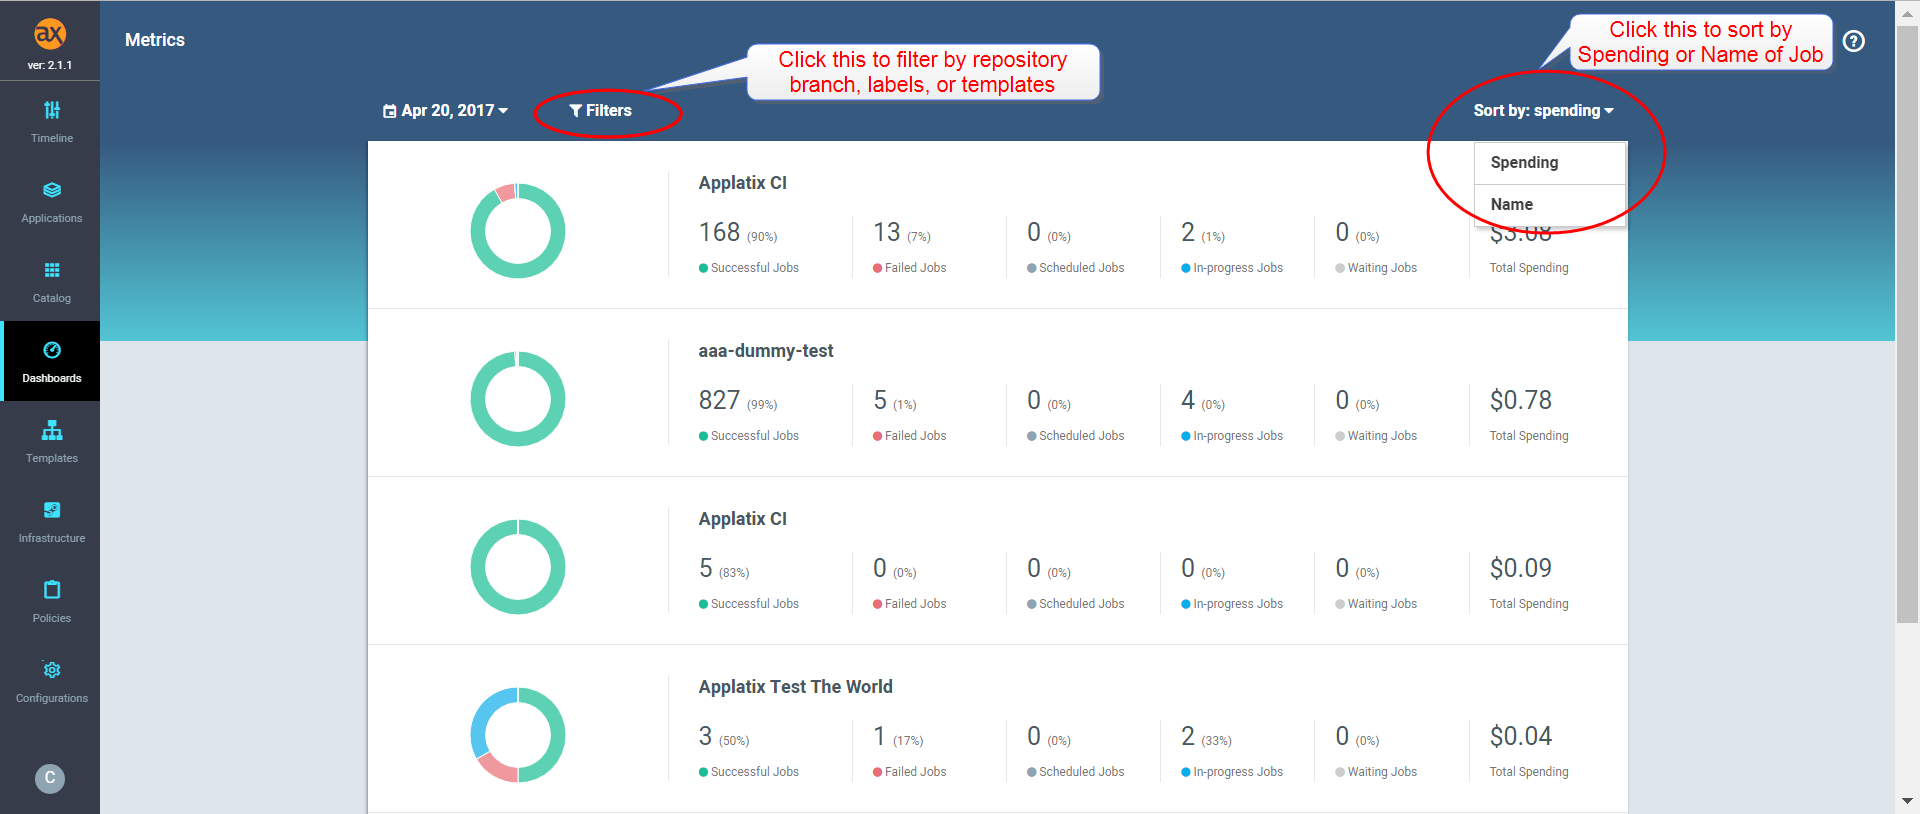 ax
ver: 2.1.1
Timeline
Applications
Catalog
Dashboards
Templates
Infrastructure
Policies
Configurations
C
Metrics
Click this to filter by repository
branch, labels, or templates
Click this to sort by
Spending or Name of Job
?
Apr 20, 2017
Filters
Sort by: spending
Spending
Name
Applatix CI
168 (90%) 13 (7%) 0 (0%) 2 (1%) 0 (0%) $3.08
Successful Jobs Failed Jobs Scheduled Jobs In-progress Jobs Waiting Jobs Total Spending
aaa-dummy-test
827 (99%) 5 (1%) 0 (0%) 4 (0%) 0 (0%) $0.78
Successful Jobs Failed Jobs Scheduled Jobs In-progress Jobs Waiting Jobs Total Spending
Applatix CI
5 (83%) 0 (0%) 0 (0%) 0 (0%) 0 (0%) $0.09
Successful Jobs Failed Jobs Scheduled Jobs In-progress Jobs Waiting Jobs Total Spending
Applatix Test The World
3 (50%) 1 (17%) 0 (0%) 2 (33%) 0 (0%) $0.04
Successful Jobs Failed Jobs Scheduled Jobs In-progress Jobs Waiting Jobs Total Spending